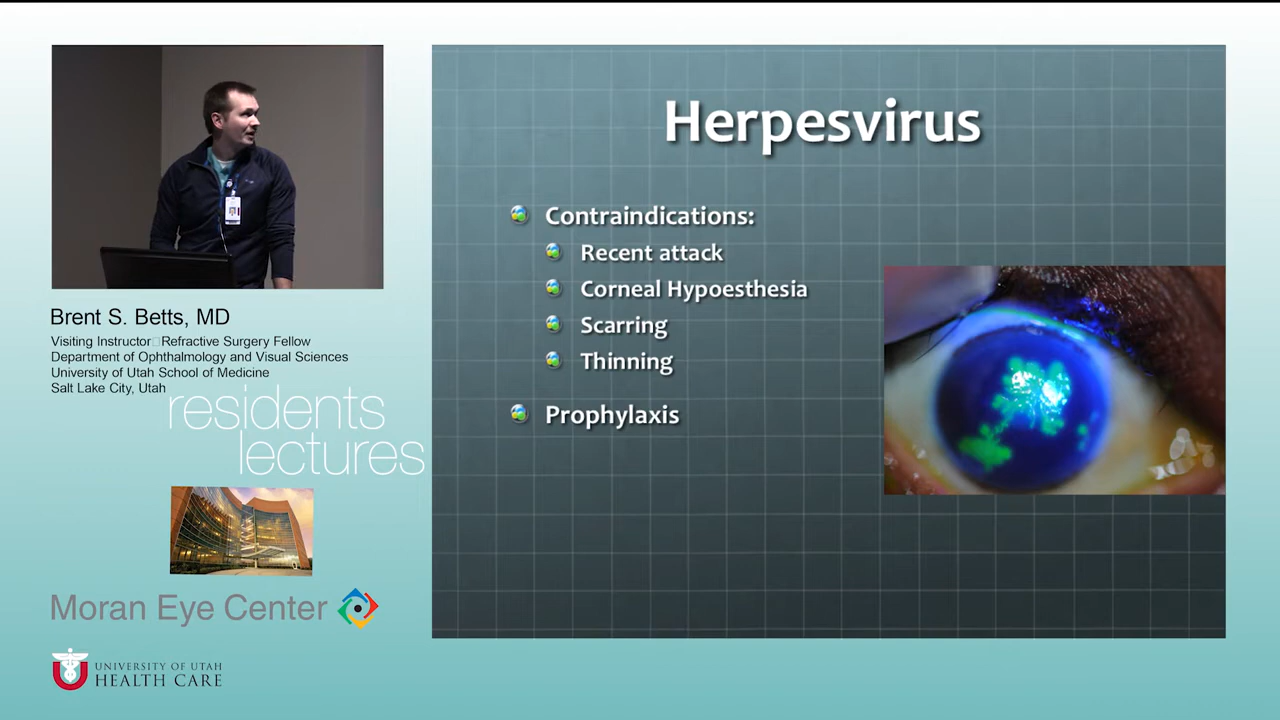 Herpesvirus
Contraindications:
Recent attack
Corneal Hypoesthesia
Scarring
Thinning
Prophylaxis
Brent S. Betts, MD
Visiting Instructor□Refractive Surgery Fellow
Department of Ophthalmology and Visual Sciences
University of Utah School of Medicine
Salt Lake City, Utah
residents
lectures
Moran Eye Center
UNIVERSITY OF UTAH
HEALTH CARE